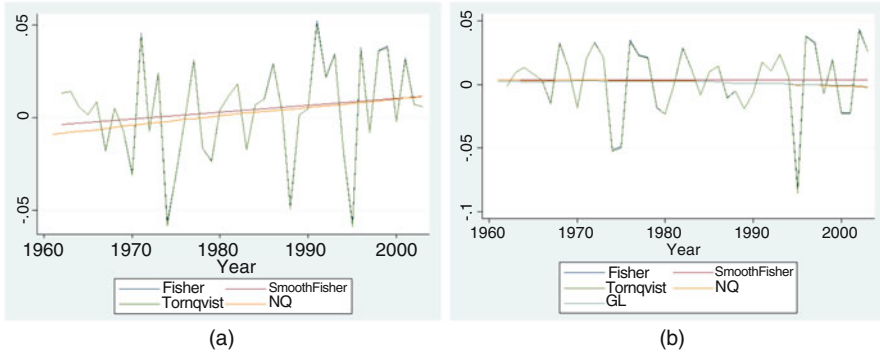 .05
0
-.05
1960 1970 1980 1990 2000
Year
Fisher SmoothFisher
Tornqvist NQ
(a)
.05
0
-.05
-.1
1960 1970 1980 1990 2000
Year
Fisher SmoothFisher
Tornqvist NQ
GL
(b)